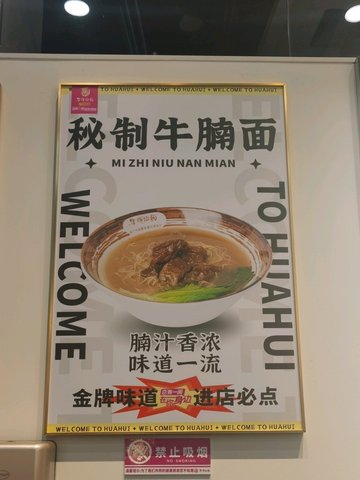 WELCOME TO HUAHUI ✦ WELCOME TO HUAHUI ✦ WELCOME TO HUAHUI
秘制牛腩面
MI ZHI NIU NAN MIAN
WELCOME
TO HUAHUI
腩汁香浓
味道一流
金牌味道
进店必点
WELCOME TO HUAHUI ✦ WELCOME TO HUAHUI ✦ WELCOME TO HUAHUI
禁止吸烟
NO SMOKING